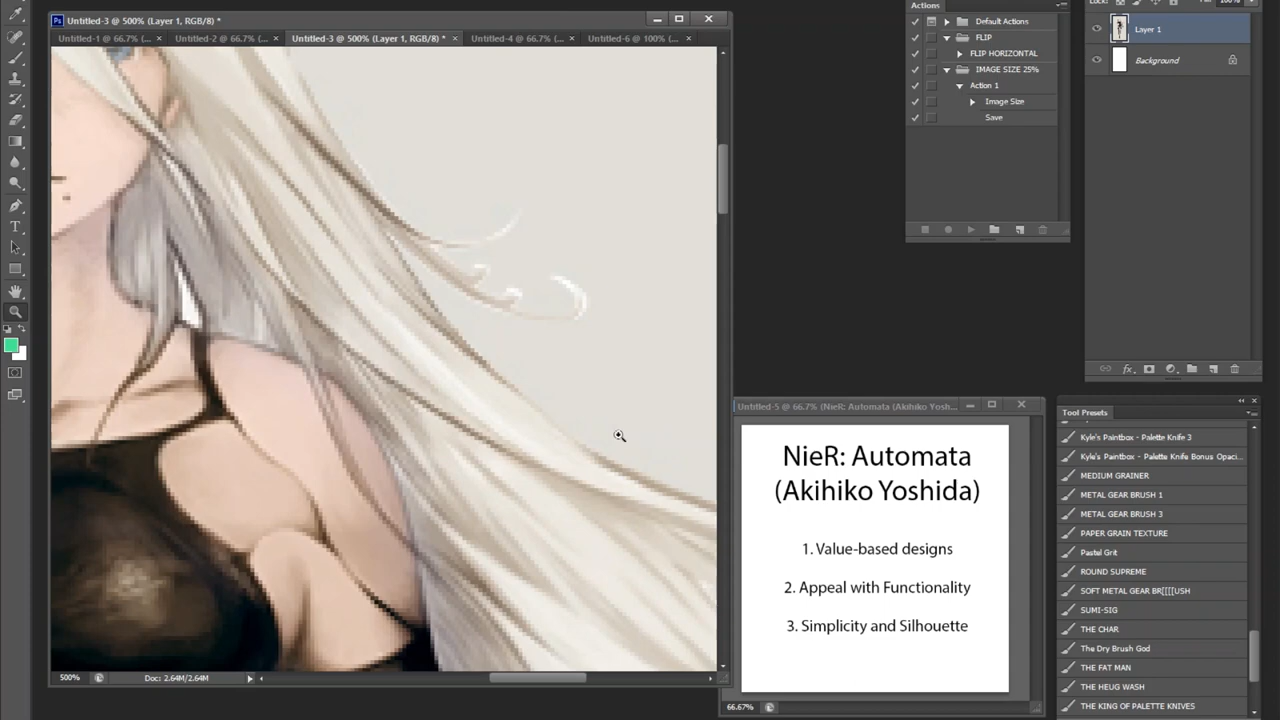 Untitled-3 @ 500% (Layer 1, RGB/8) *
Untitled-1 @ 66.7% (... × Untitled-2 @ 66.7% (... × Untitled-3 @ 500% (Layer 1, RGB/8) * × Untitled-4 @ 66.7% (... × Untitled-6 @ 100% (... ×
500% Doc: 2.64M/2.64M
Actions
Default Actions
FLIP
FLIP HORIZONTAL
IMAGE SIZE 25%
Action 1
Image Size
Save
Lock:
Layer 1
Background
fx
Untitled-5 @ 66.7% (NieR: Automata (Akihiko Yosh...
NieR: Automata
(Akihiko Yoshida)
1. Value-based designs
2. Appeal with Functionality
3. Simplicity and Silhouette
66.67%
Tool Presets
Kyle's Paintbox - Palette Knife 3
Kyle's Paintbox - Palette Knife Bonus Opaci...
MEDIUM GRAINER
METAL GEAR BRUSH 1
METAL GEAR BRUSH 3
PAPER GRAIN TEXTURE
Pastel Grit
ROUND SUPREME
SOFT METAL GEAR BR[[[[USH
SUMI-SIG
THE CHAR
The Dry Brush God
THE FAT MAN
THE HEUG WASH
THE KING OF PALETTE KNIVES